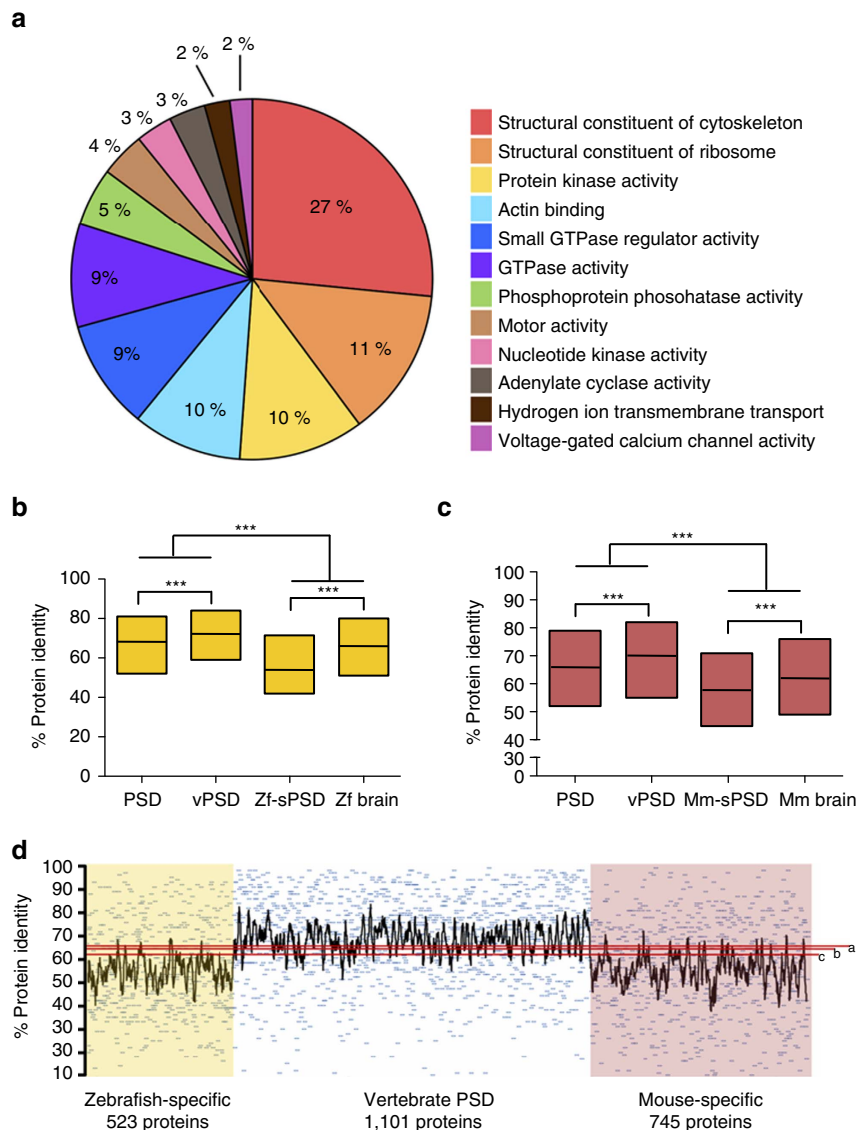 a
2 %
2 %
3 %
3 %
4 %
5 %
9%
9%
10 %
10 %
11 %
27 %
Structural constituent of cytoskeleton
Structural constituent of ribosome
Protein kinase activity
Actin binding
Small GTPase regulator activity
GTPase activity
Phosphoprotein phosohatase activity
Motor activity
Nucleotide kinase activity
Adenylate cyclase activity
Hydrogen ion transmembrane transport
Voltage-gated calcium channel activity
b
% Protein identity
100
80
60
40
20
0
***
***
***
PSD
vPSD
Zf-sPSD
Zf brain
c
% Protein identity
100
90
80
70
60
50
40
30
0
***
***
***
PSD
vPSD
Mm-sPSD
Mm brain
d
% Protein identity
100
90
80
70
60
50
40
30
30
10
a
b
c
Zebrafish-specific
523 proteins
Vertebrate PSD
1,101 proteins
Mouse-specific
745 proteins